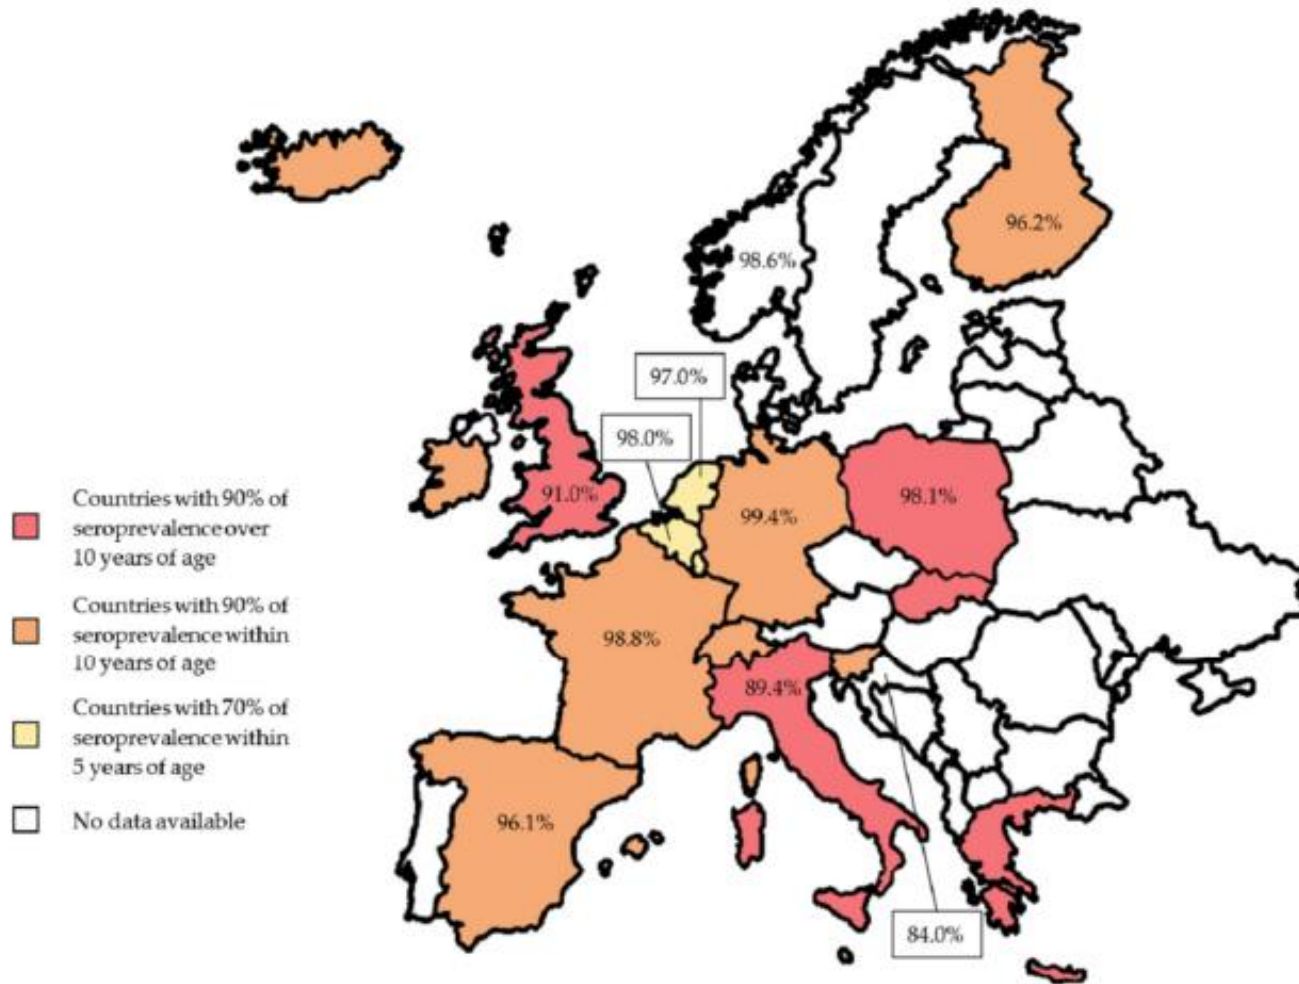 96.2%
98.6%
97.0%
98.0%
91.0%
98.1%
99.4%
Countries with 90% of
seroprevalence over
10 years of age
Countries with 90% of
seroprevalence within
10 years of age
98.8%
89.4%
Countries with 70% of
seroprevalence within
5 years of age
No data available
96.1%
84.0%